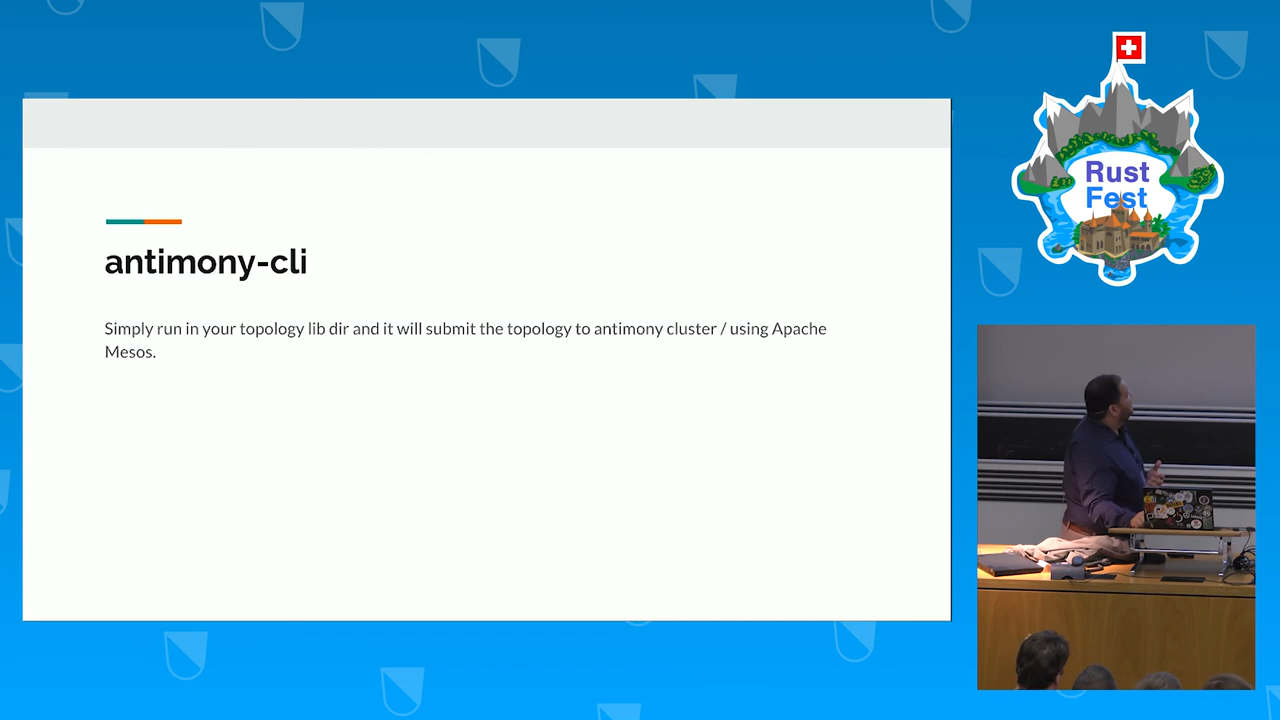 antimony-cli
Simply run in your topology lib dir and it will submit the topology to antimony cluster / using Apache
Mesos.
Rust
Fest